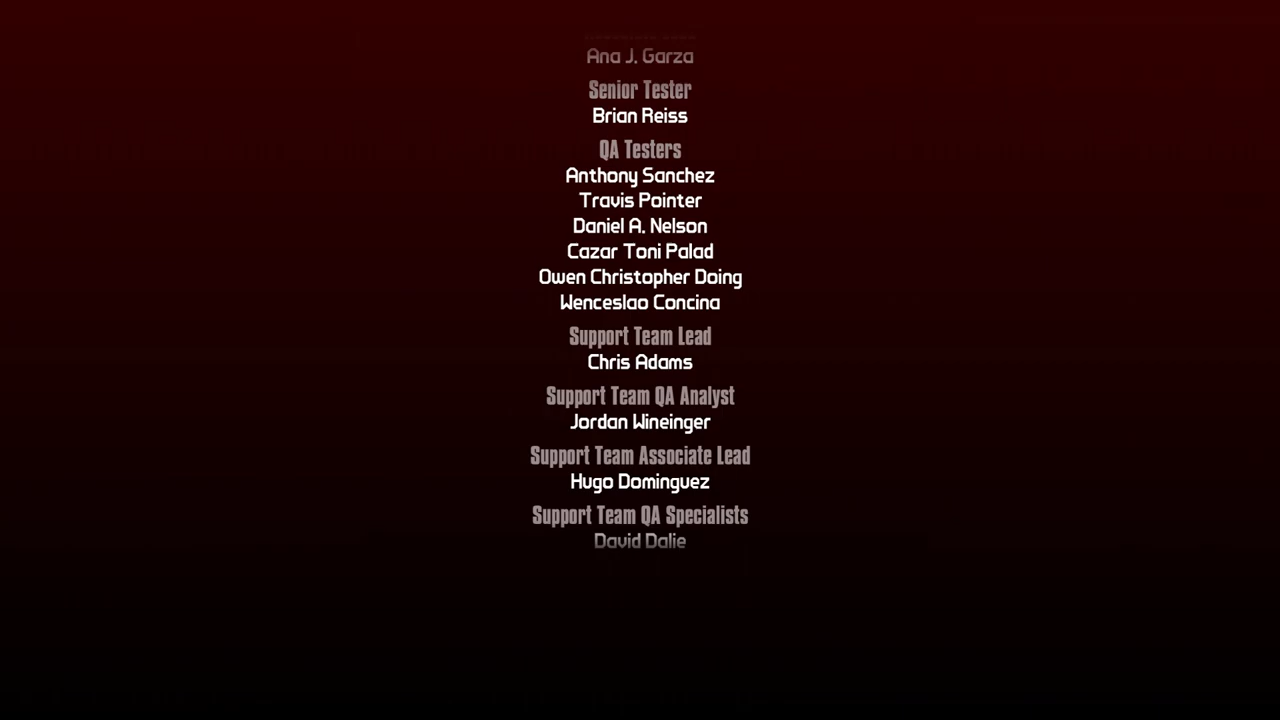 Ana J. Garza
Senior Tester
Brian Reiss
QA Testers
Anthony Sanchez
Travis Pointer
Daniel A. Nelson
Cazar Toni Palad
Owen Christopher Doing
Wenceslao Concina
Support Team Lead
Chris Adams
Support Team QA Analyst
Jordan Wineinger
Support Team Associate Lead
Hugo Dominguez
Support Team QA Specialists
David Dalie